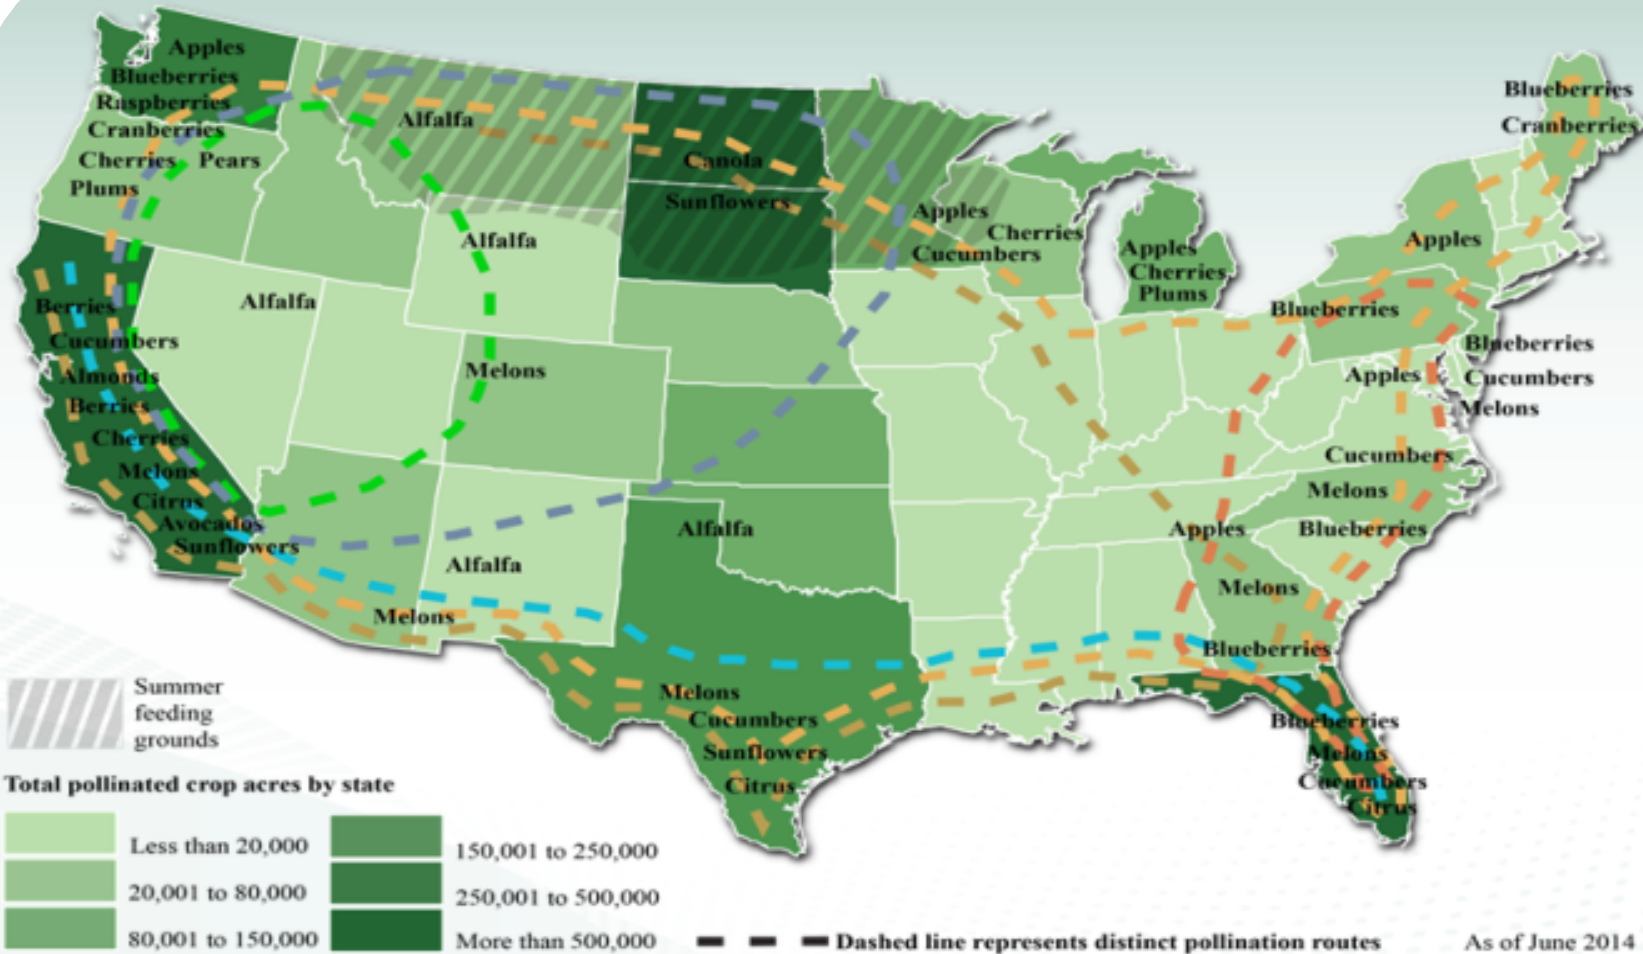 Apples
Blueberries
Raspberries
Cranberries
Cherries Pears
Plums
Alfalfa
Canola
Sunflowers
Alfalfa
Alfalfa
Melons
Berries
Cucumbers
Almonds
Berries
Cherries
Melons
Citrus
Avocados
Sunflowers
Alfalfa
Alfalfa
Melons
Melons
Cucumbers
Sunflowers
Citrus
Apples
Cherries
Cucumbers
Apples
Cherries
Plums
Blueberries
Cranberries
Apples
Blueberries
Blueberries
Apples Cucumbers
Melons
Cucumbers
Melons
Apples Blueberries
Melons
Blueberries
Blueberries
Melons
Cucumbers
Citrus
Summer
feeding
grounds
Total pollinated crop acres by state
Less than 20,000
20,001 to 80,000
80,001 to 150,000
150,001 to 250,000
250,001 to 500,000
More than 500,000
Dashed line represents distinct pollination routes
As of June 2014